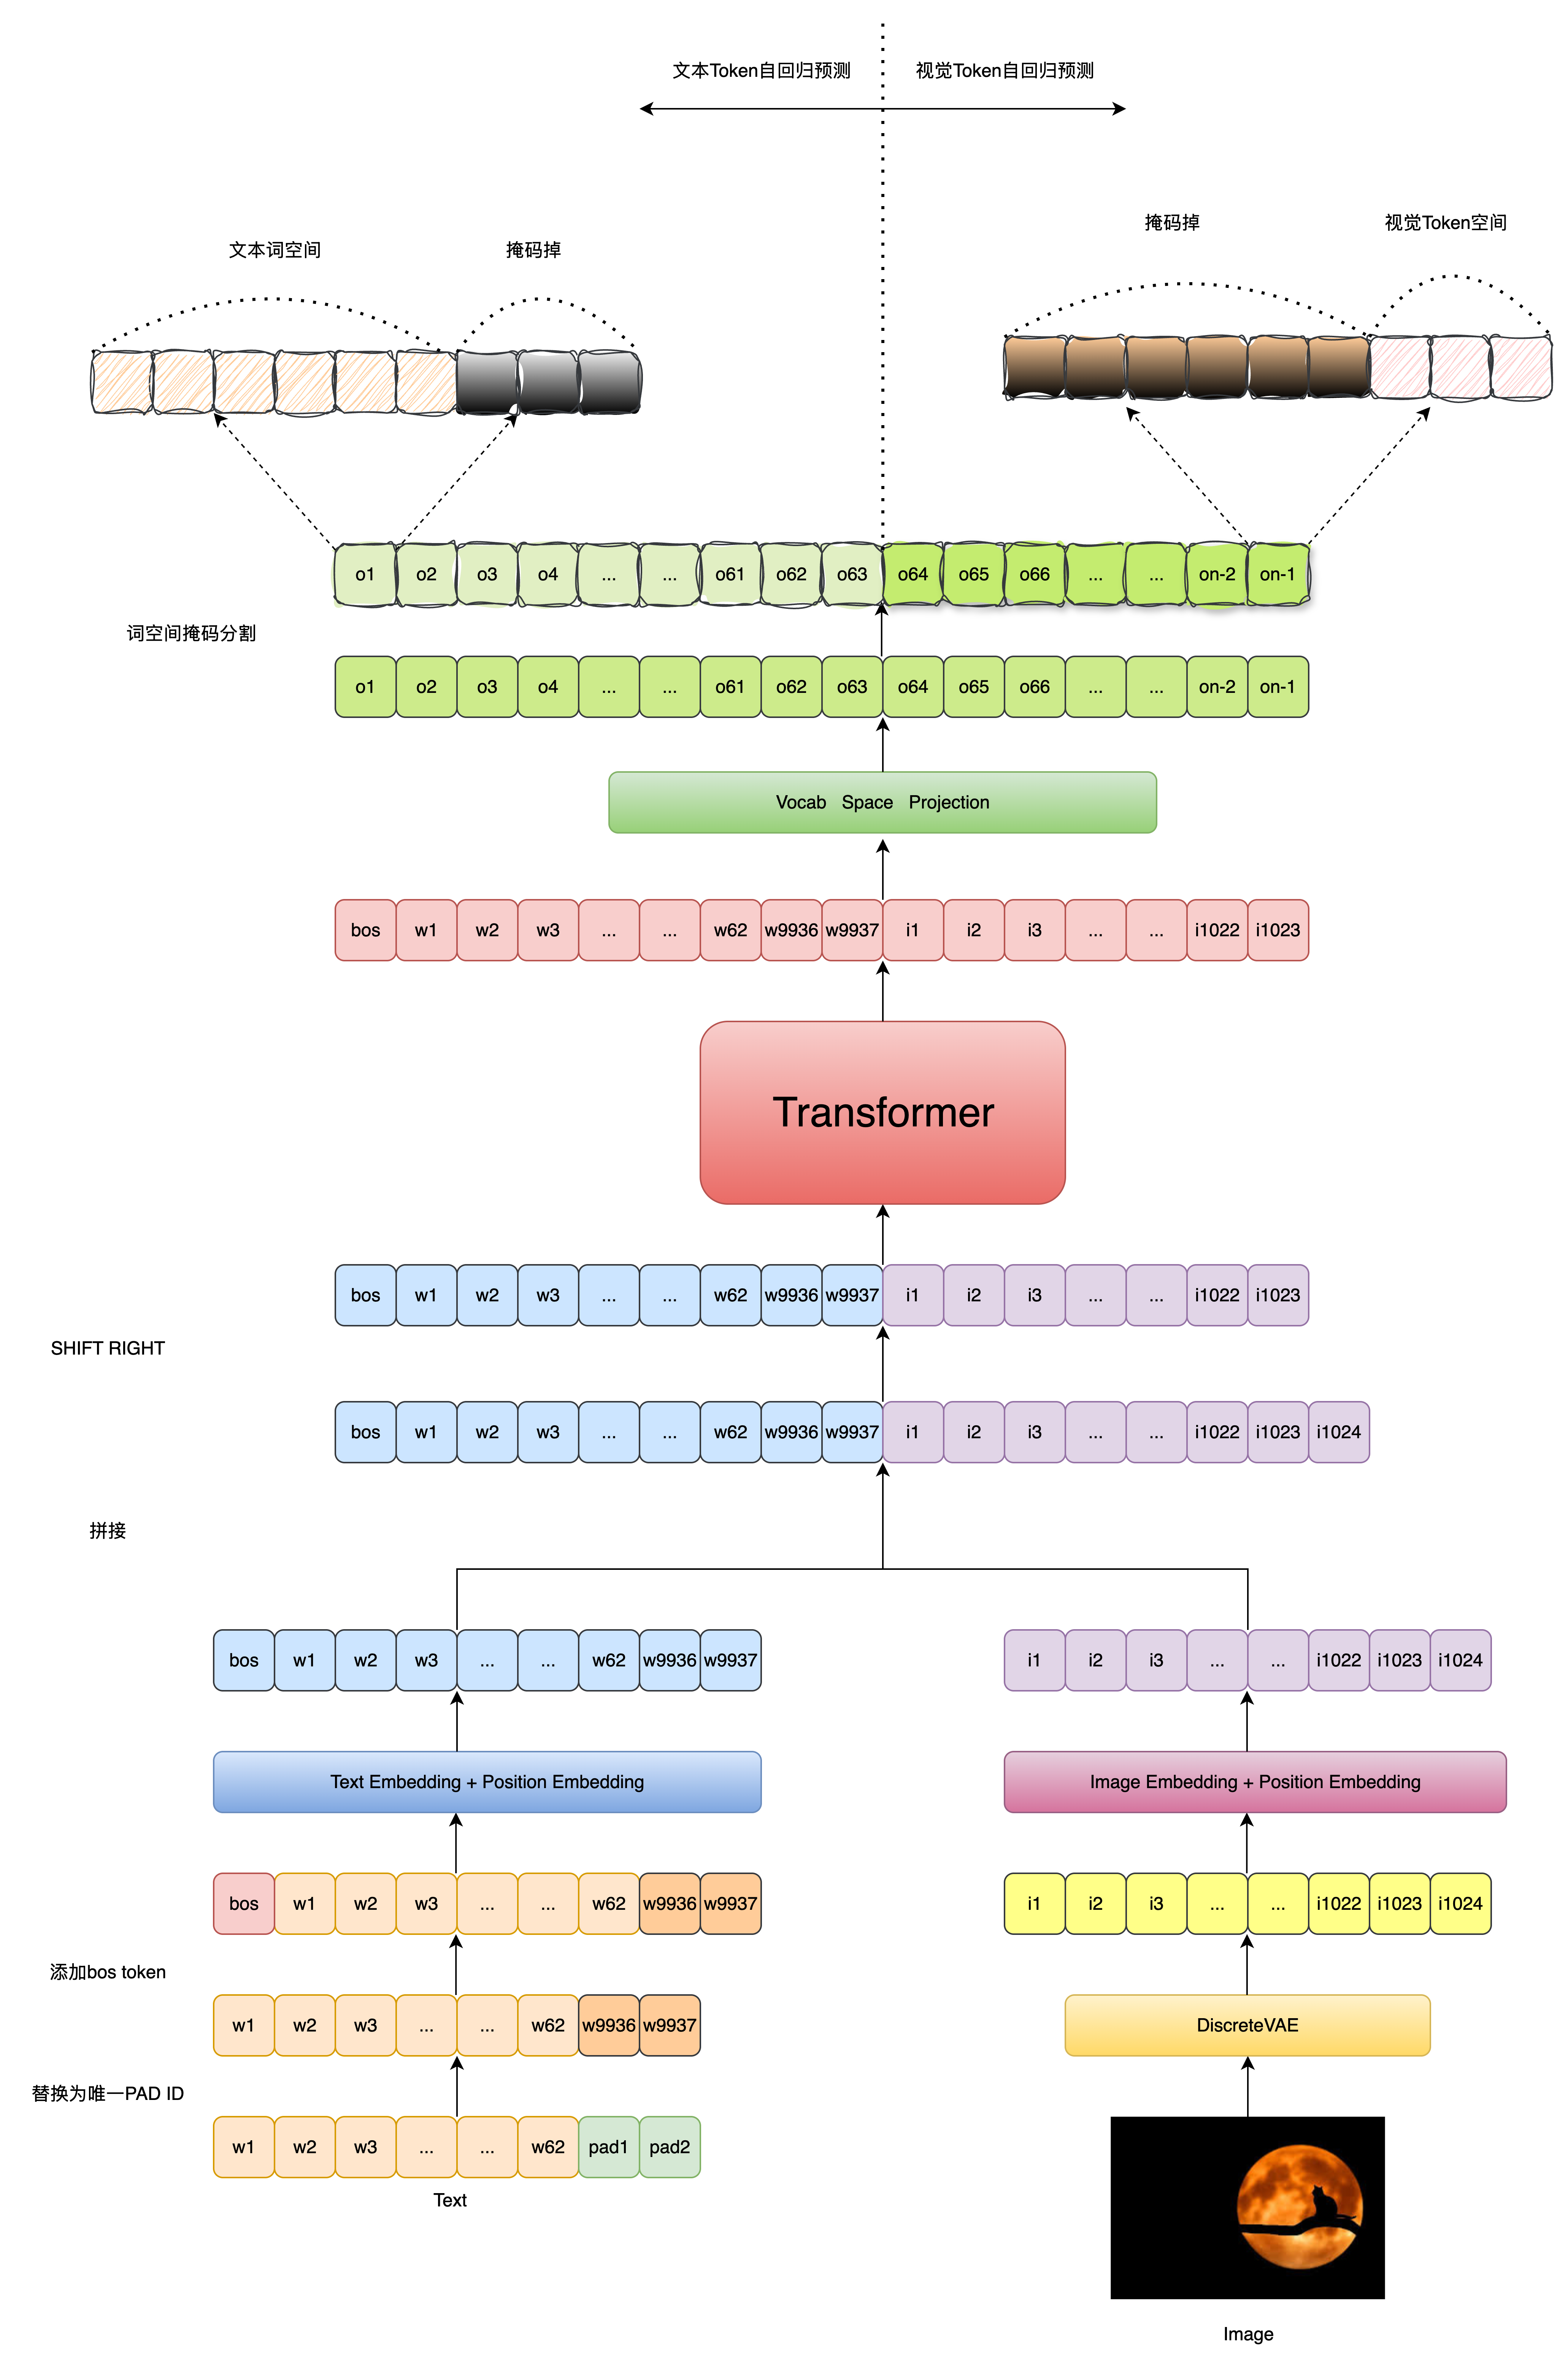 文本Token自回归预测 视觉Token自回归预测
掩码掉 视觉Token空间
文本词空间 掩码掉
o1 o2 o3 o4 ... ... o61 o62 o63 o64 o65 o66 ... ... on-2 on-1
词空间掩码分割
o1 o2 o3 o4 ... ... o61 o62 o63 o64 o65 o66 ... ... on-2 on-1
Vocab Space Projection
bos w1 w2 w3 ... ... w62 w9936 w9937 i1 i2 i3 ... ... i1022 i1023
Transformer
bos w1 w2 w3 ... ... w62 w9936 w9937 i1 i2 i3 ... ... i1022 i1023
SHIFT RIGHT
bos w1 w2 w3 ... ... w62 w9936 w9937 i1 i2 i3 ... ... i1022 i1023 i1024
拼接
bos w1 w2 w3 ... ... w62 w9936 w9937 i1 i2 i3 ... ... i1022 i1023 i1024
Text Embedding + Position Embedding Image Embedding + Position Embedding
bos w1 w2 w3 ... ... w62 w9936 w9937 i1 i2 i3 ... ... i1022 i1023 i1024
添加bos token
w1 w2 w3 ... ... w62 w9936 w9937 DiscreteVAE
替换为唯一PAD ID
w1 w2 w3 ... ... w62 pad1 pad2
Text
Image